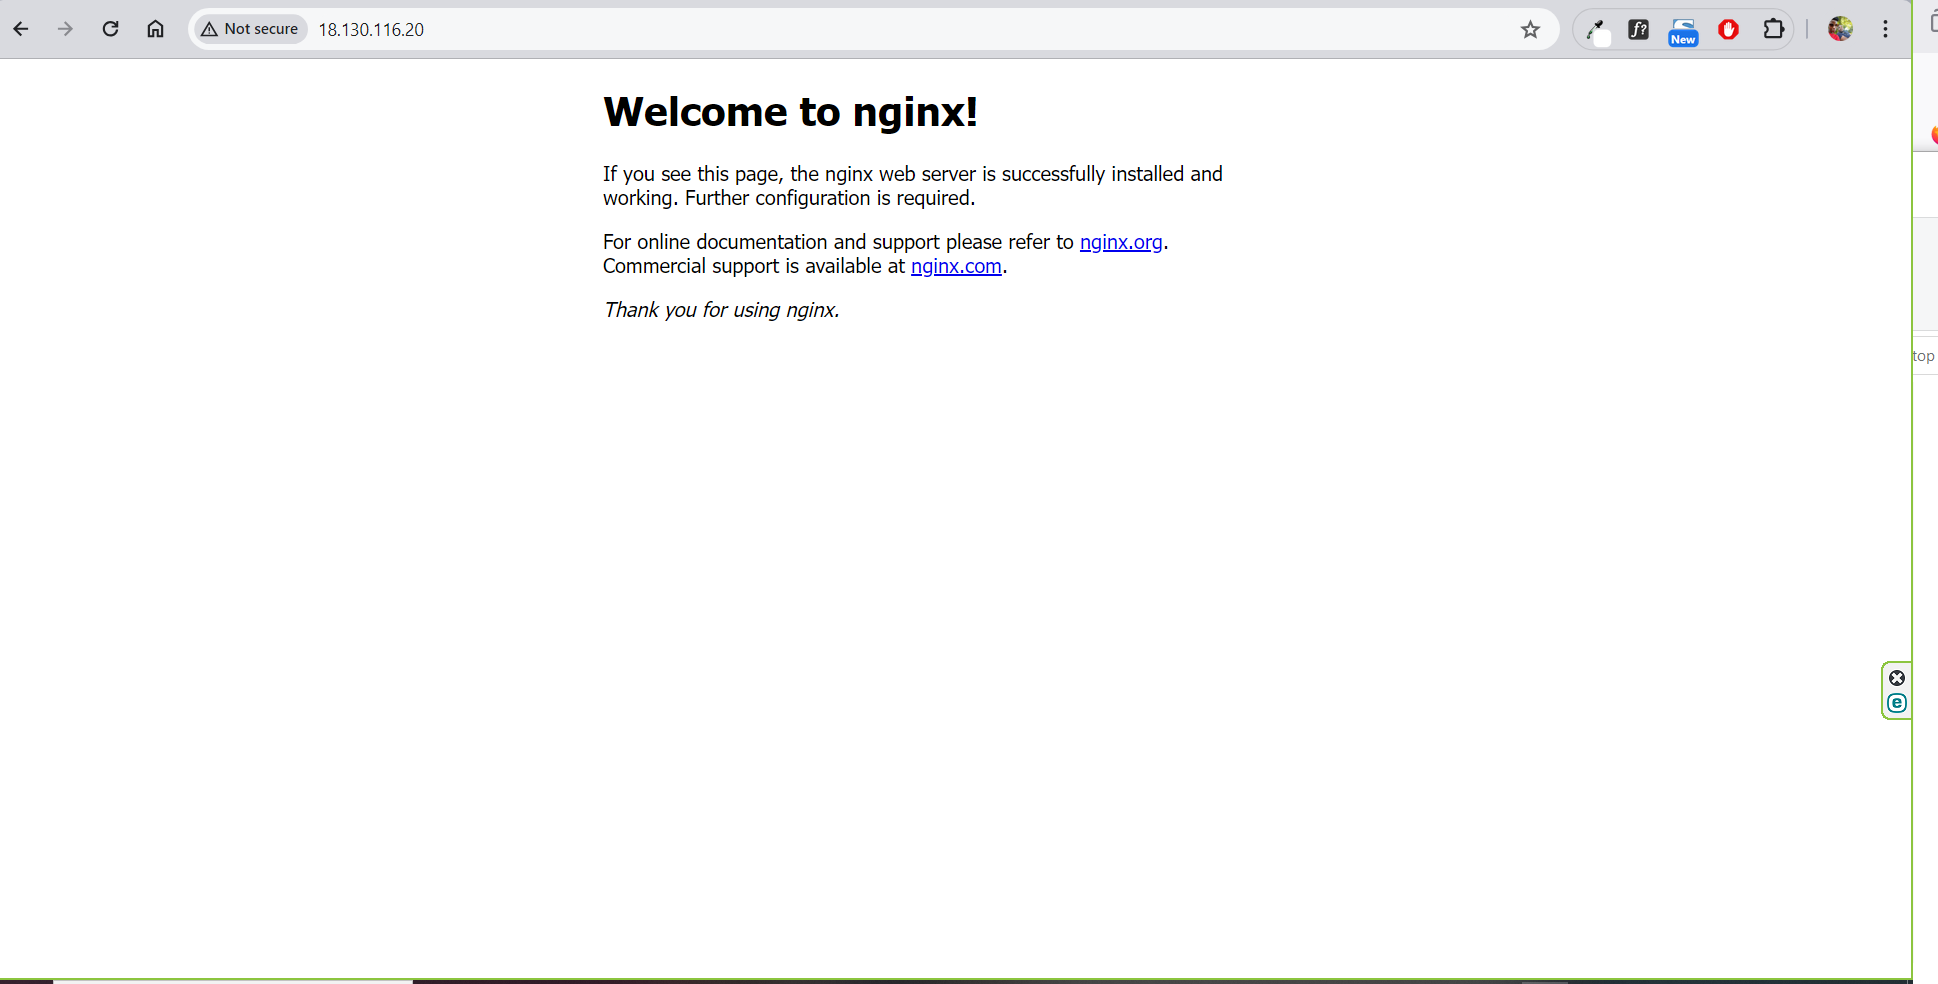 Not secure
18.130.116.20
f?
New
Welcome to nginx!
If you see this page, the nginx web server is successfully installed and
working. Further configuration is required.
For online documentation and support please refer to nginx.org.
Commercial support is available at nginx.com.
Thank you for using nginx.
top
e